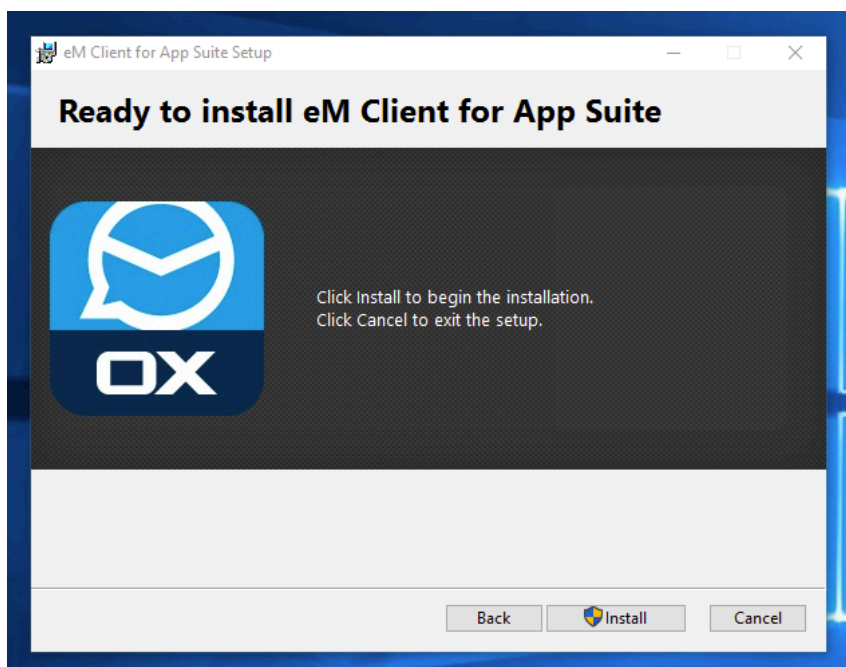 eM Client for App Suite Setup
Ready to install eM Client for App Suite
OX
Click Install to begin the installation.
Click Cancel to exit the setup.
Back
Install
Cancel